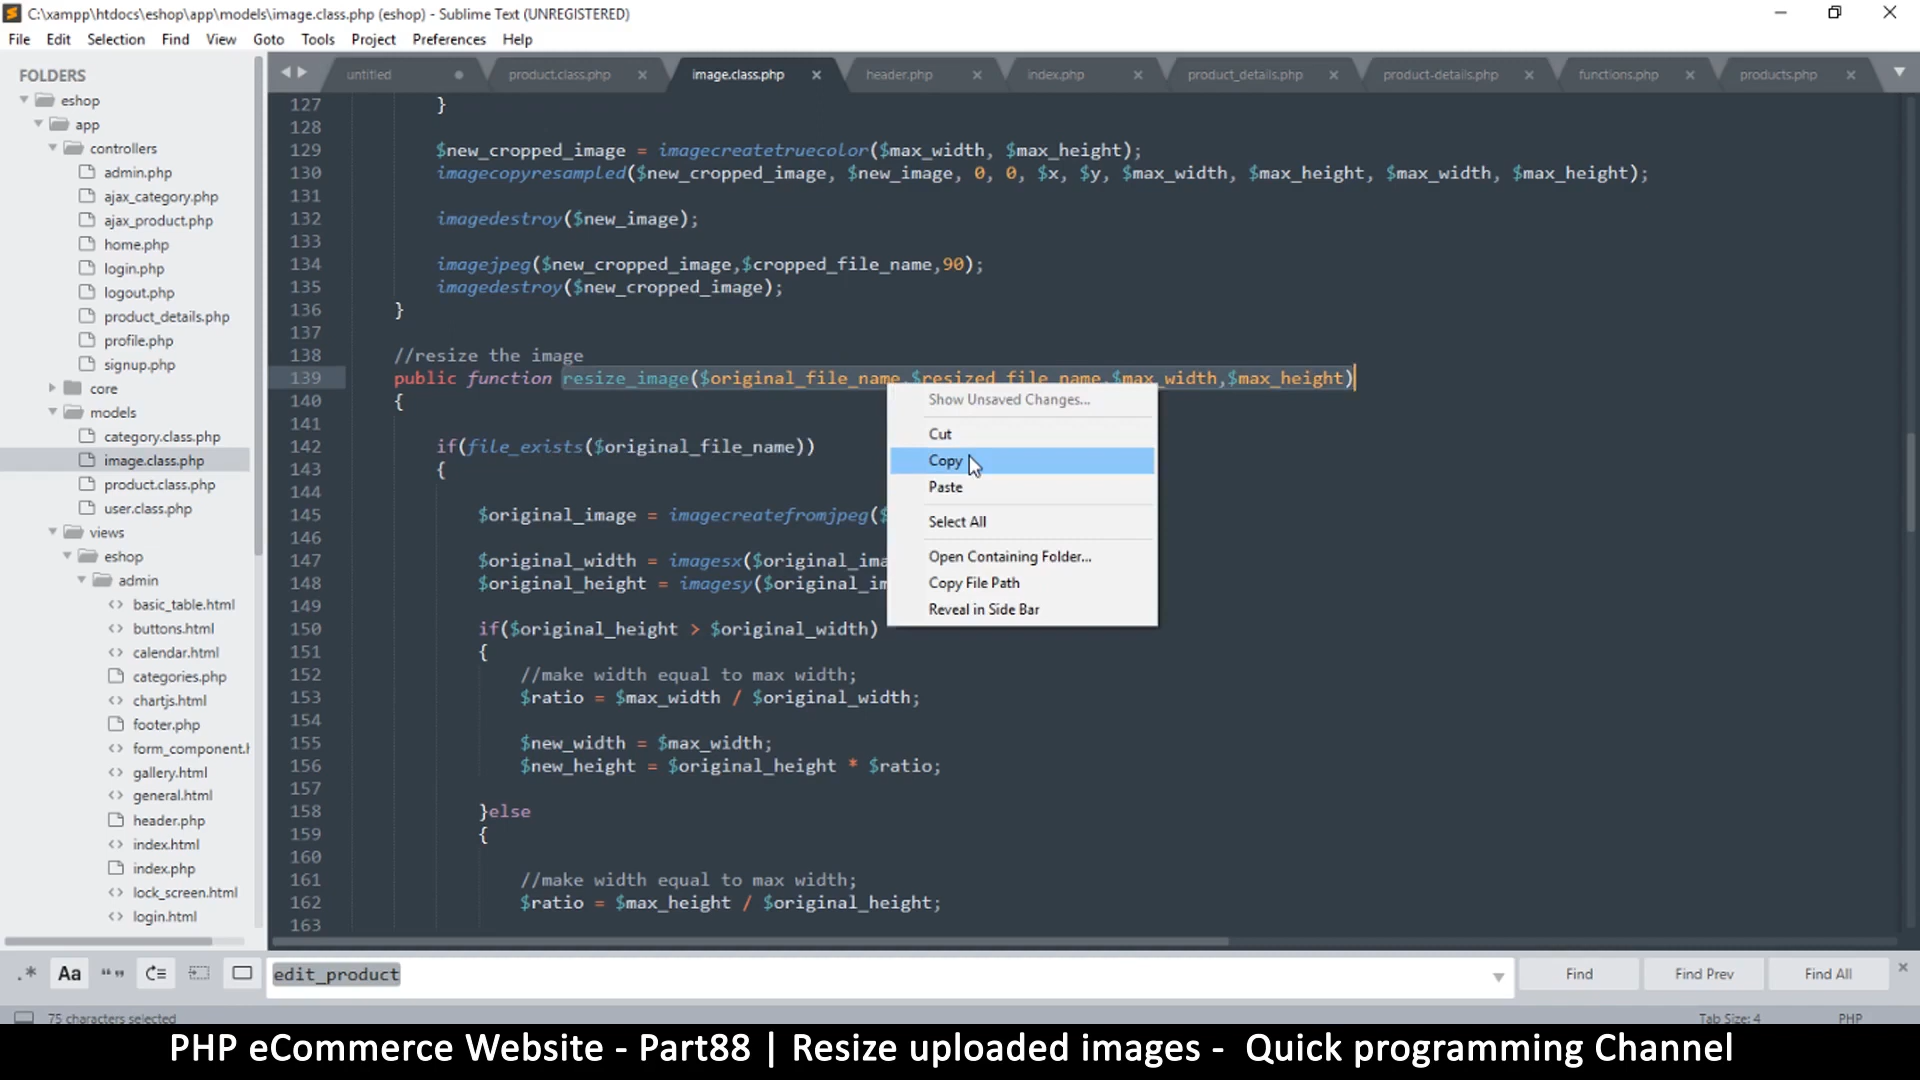 C:\xampp\htdocs\eshop\app\models\image.class.php (eshop) - Sublime Text (UNREGISTERED)
File Edit Selection Find View Goto Tools Project Preferences Help
FOLDERS
eshop
app
controllers
admin.php
ajax_category.php
ajax_product.php
home.php
login.php
logout.php
product_details.php
profile.php
signup.php
core
models
category.class.php
image.class.php
product.class.php
user.class.php
views
eshop
admin
basic_table.html
buttons.html
calendar.html
categories.php
chartjs.html
footer.php
form_component.h
gallery.html
general.html
header.php
index.html
index.php
lock_screen.html
login.html
untitled product.class.php image.class.php header.php index.php product_details.php product-details.php functions.php products.php
127 }
128
129 $new_cropped_image = imagecreatetruecolor($max_width, $max_height);
130 imagecopyresampled($new_cropped_image, $new_image, 0, 0, $x, $y, $max_width, $max_height, $max_width, $max_height);
131
132 imagedestroy($new_image);
133
134 imagejpeg($new_cropped_image,$cropped_file_name,90);
135 imagedestroy($new_cropped_image);
136 }
137
138 //resize the image
139 public function resize_image($original_file_name,$resized_file_name,$max_width,$max_height)
140 {
141
142 if(file_exists($original_file_name))
143 {
144
145 $original_image = imagecreatefromjpeg($
146
147 $original_width = imagesx($original_ima
148 $original_height = imagesy($original_im
149
150 if($original_height > $original_width)
151 {
152 //make width equal to max width;
153 $ratio = $max_width / $original_width;
154
155 $new_width = $max_width;
156 $new_height = $original_height * $ratio;
157
158 }else
159 {
160
161 //make width equal to max width;
162 $ratio = $max_height / $original_height;
163
Show Unsaved Changes...
Cut
Copy
Paste
Select All
Open Containing Folder...
Copy File Path
Reveal in Side Bar
.* Aa “” edit_product Find Find Prev Find All
75 characters selected Tab Size: 4 PHP
PHP eCommerce Website - Part88 | Resize uploaded images - Quick programming Channel